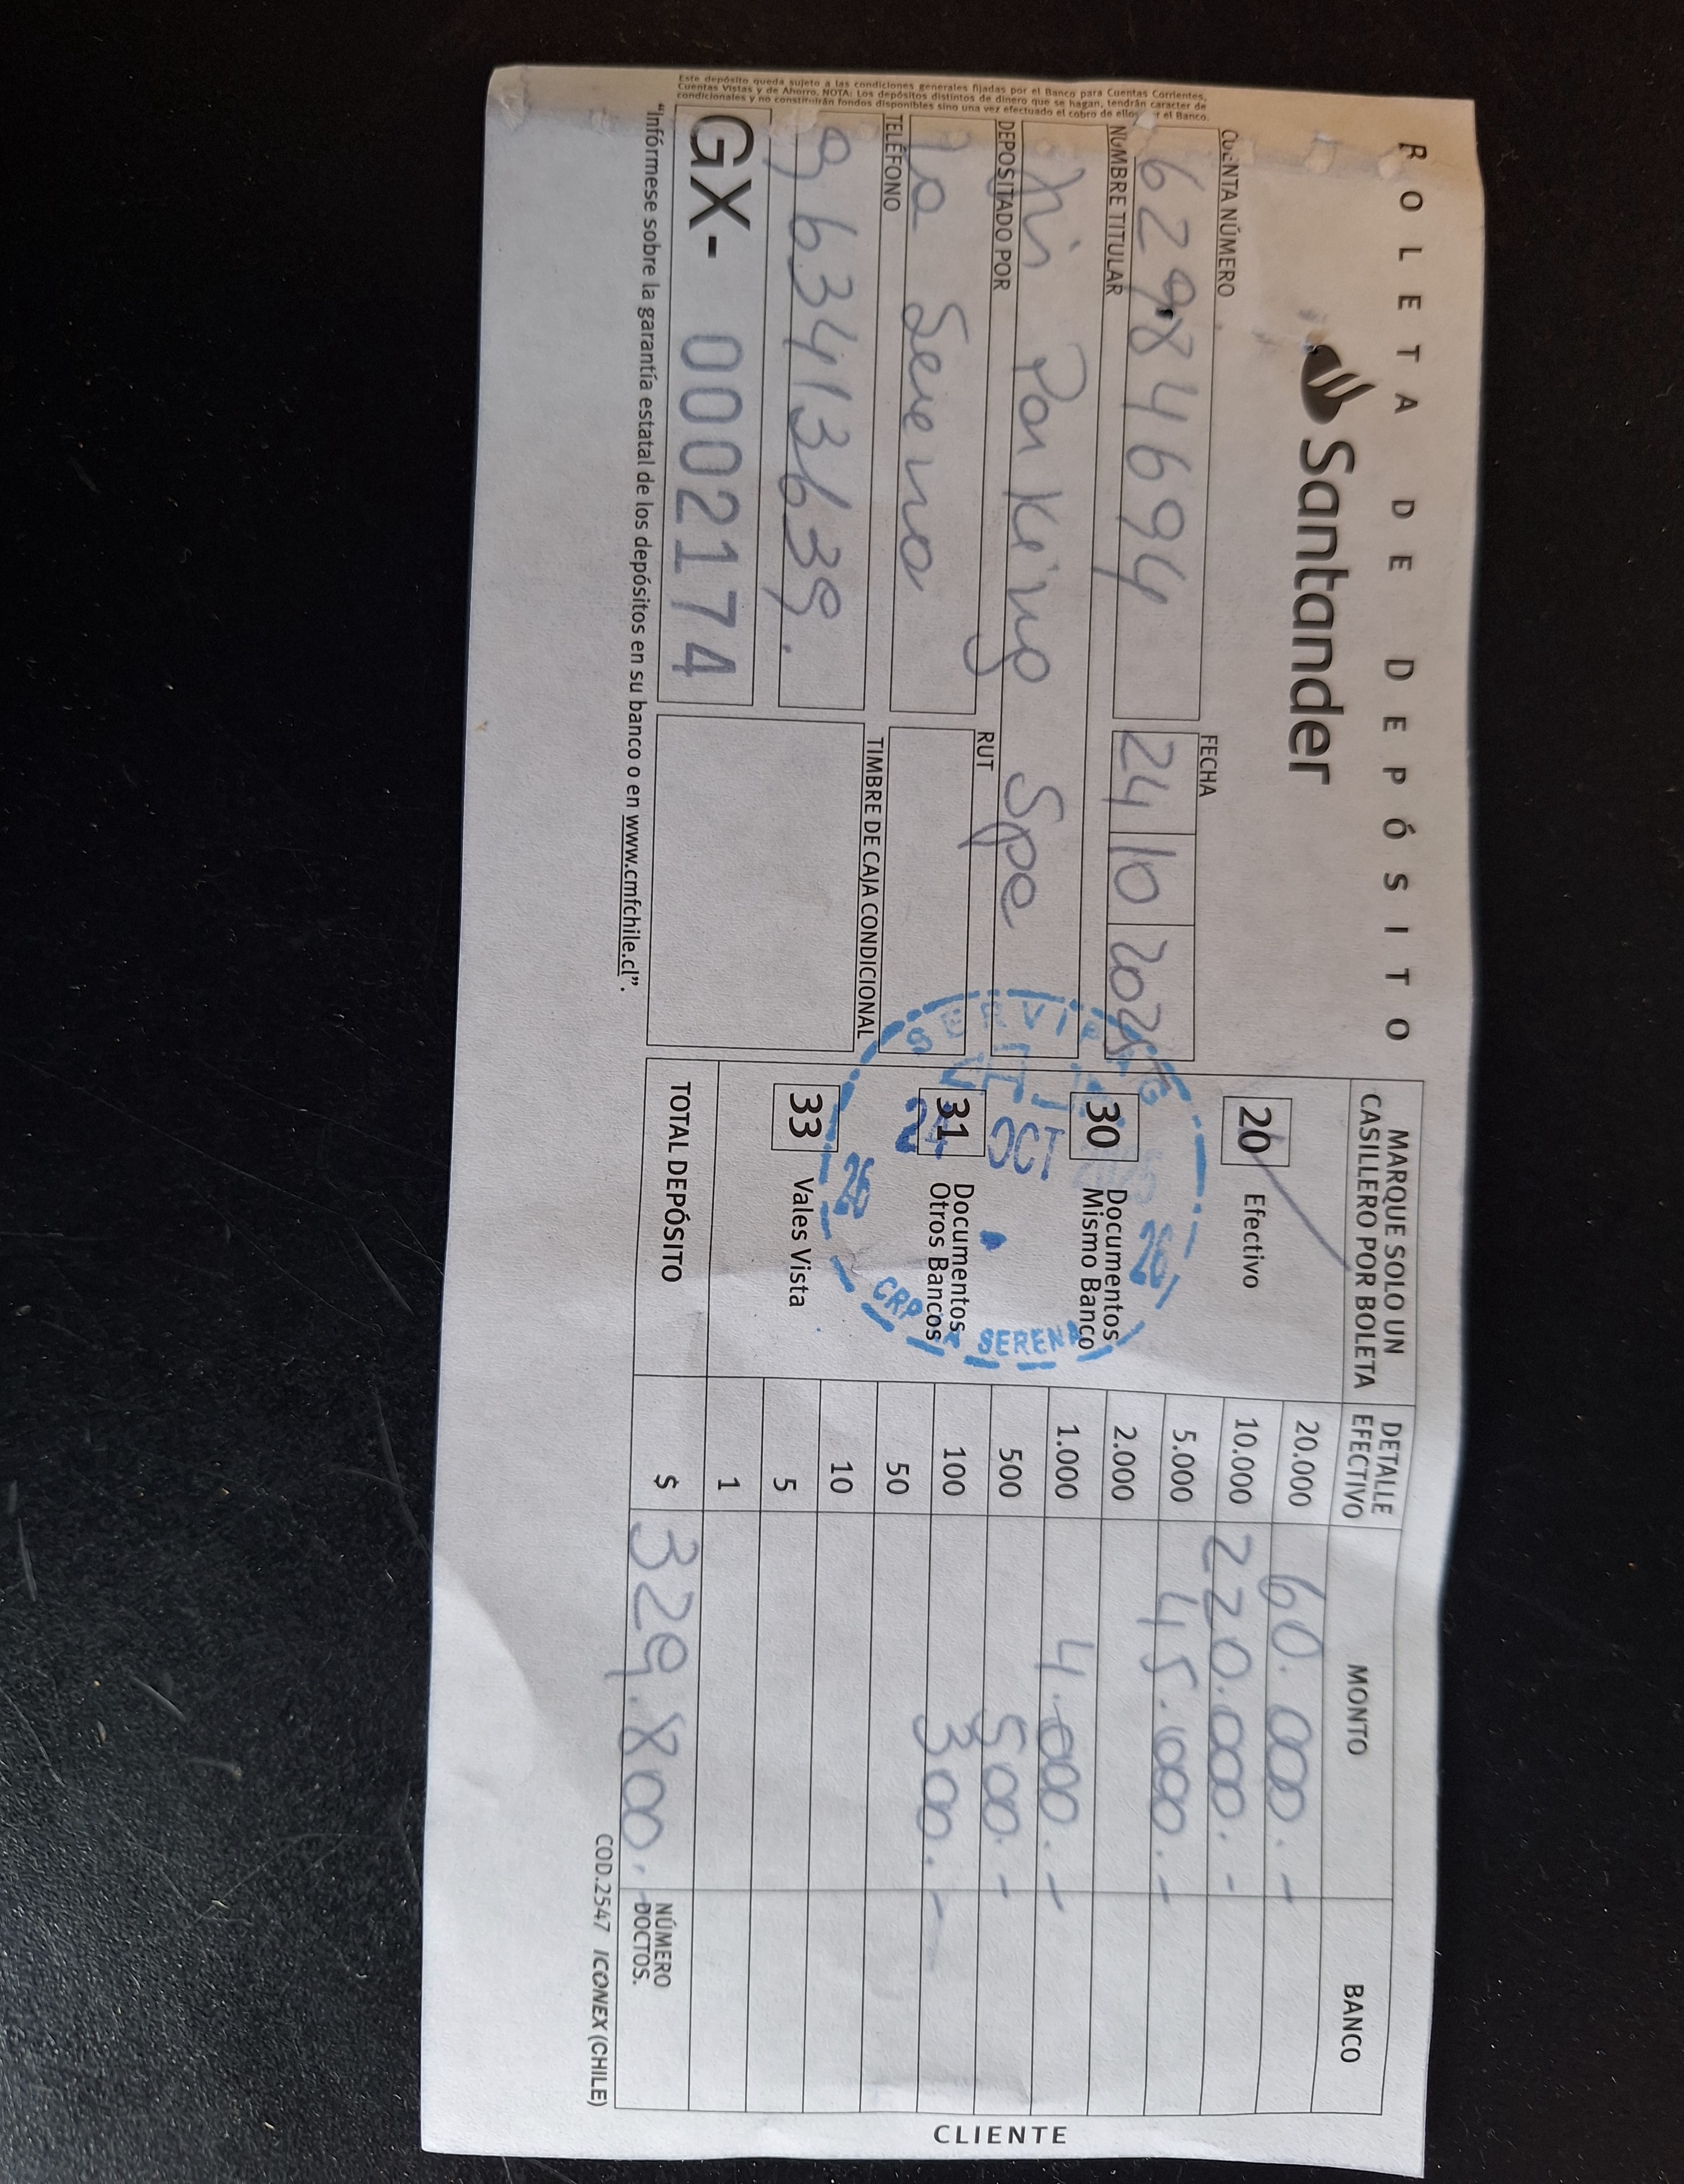 BOLETA DE DEPÓSITO
Santander
CUENTA NÚMERO
62984694
FECHA
24 10 2025
NOMBRE TITULAR
Mi Parking Spe
DEPOSITADO POR
La Serena
RUT
TELÉFONO
963413639.
TIMBRE DE CAJA CONDICIONAL
GX- 0002174
"Infórmese sobre la garantía estatal de los depósitos en su banco o en www.cmfchile.cl".
Este depósito queda sujeto a las condiciones generales fijadas por el Banco para Cuentas Corrientes,
Cuentas Vistas y de Ahorro. NOTA: Los depósitos distintos de dinero que se hagan, tendrán caracter de
condicionales y no constituirán fondos disponibles sino una vez efectuado el cobro de ellos por el Banco.
MARQUE SOLO UN
CASILLERO POR BOLETA
20 Efectivo
30 Documentos
Mismo Banco
31 Documentos
Otros Bancos
33 Vales Vista
TOTAL DEPÓSITO
SERENA
DETALLE
EFECTIVO
MONTO
BANCO
20.000 60.000.-
10.000 220.000.-
5.000 45.000.-
2.000
1.000 4.000.-
500 500.-
100 300.-
50
10
5
1
$ 329.800.-
NÚMERO
DOCTOS.
COD.2547 ICONEX (CHILE)
CLIENTE